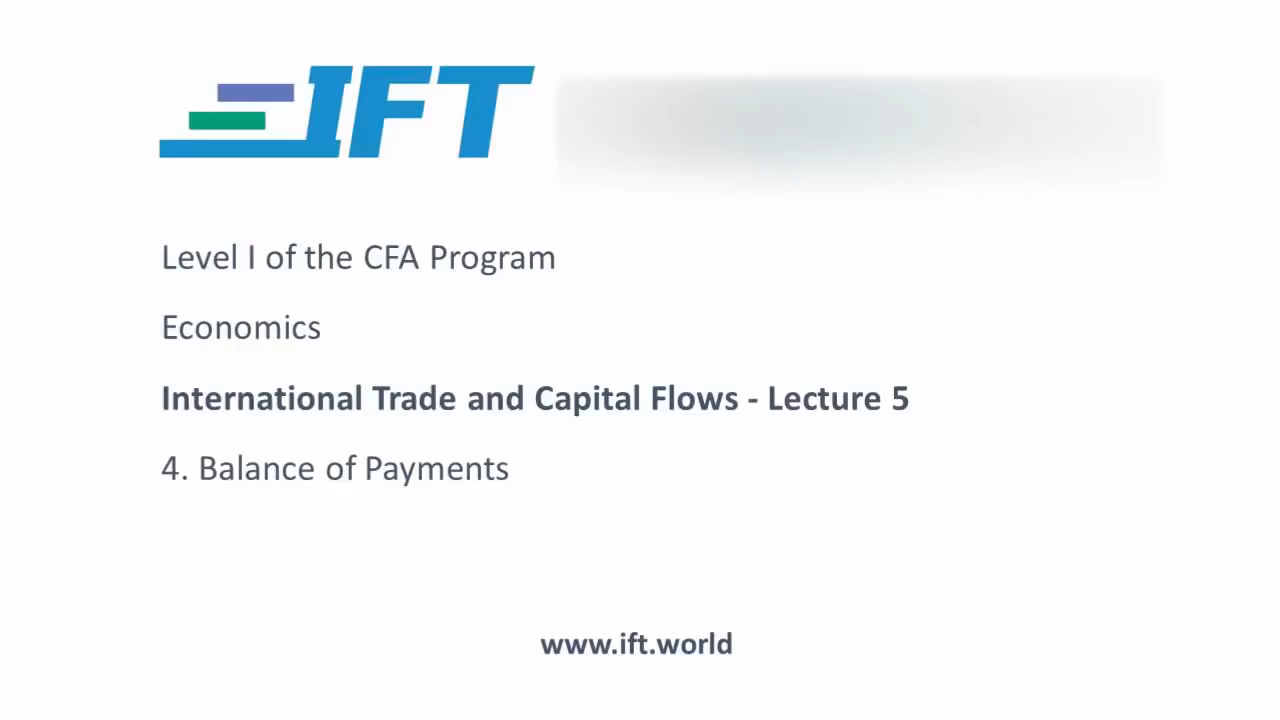 IFT
Level I of the CFA Program
Economics
International Trade and Capital Flows - Lecture 5
4. Balance of Payments
www.ift.world